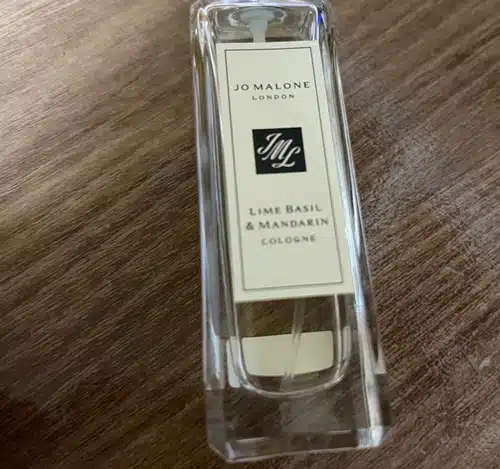 JO MALONE
LONDON
JML
LIME BASIL
& MANDARIN
COLOGNE